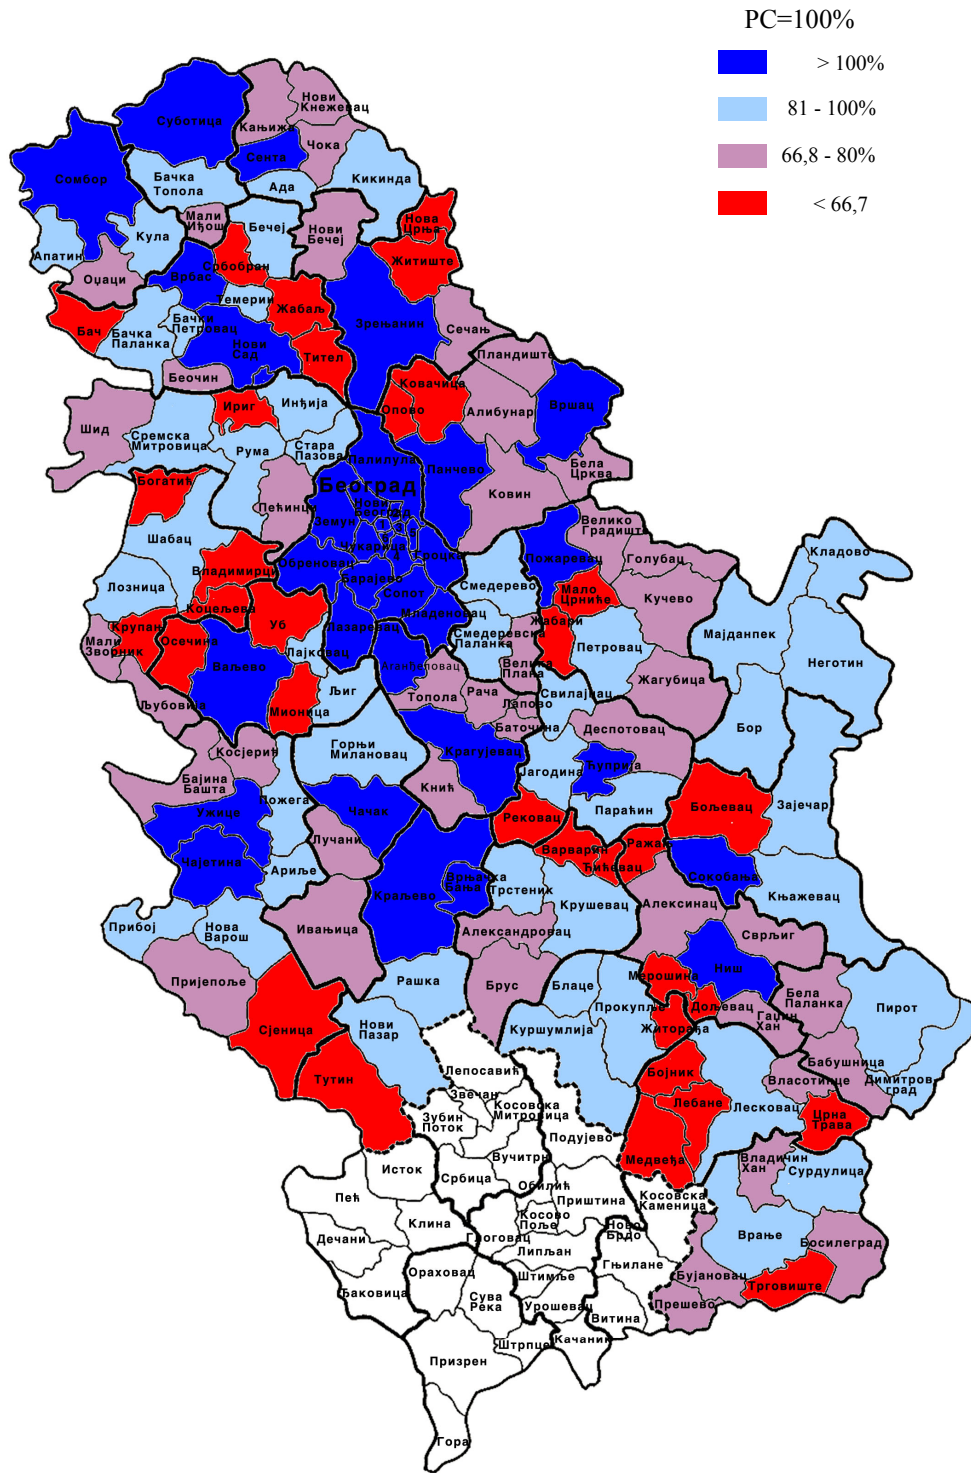 PC=100%
> 100%
81 - 100%
66,8 - 80%
< 66,7
Суботица
Кањижа
Нови
Кнежевац
Чока
Сента
Сомбор
Бачка
Топола
Ада
Кикинда
Мали
Иђош
Бечеј
Нови
Бечеј
Нова
Црња
Житиште
Апатин
Кула
Оџаци
Врбас
Србобран
Темерин
Жабаљ
Зрењанин
Сечањ
Бач
Бачка
Паланка
Бачки
Петровац
Нови
Сад
Тител
Беочин
Пландиште
Ковачица
Опово
Алибунар
Вршац
Шид
Ириг
Инђија
Сремска
Митровица
Рума
Стара
Пазова
Палилула
Панчево
Бела
Црква
Ковин
Богатић
Београд
Пећинци
Нови
Београд
Земун
1
4
Чукарица
Гроцка
Шабац
Владимирци
Обреновац
Барајево
Сопот
Младеновац
Лазаревац
Смедерево
Пожаревац
Велико
Градиште
Голубац
Кладово
Лозница
Коцељева
Крупањ
Осечина
Уб
Мали
Зворник
Лајковац
Ваљево
Љиг
Мионица
Љубовија
Аранђеловац
Смедеревска
Паланка
Велика
Плана
Жабари
Мало
Црниће
Кучево
Петровац
Мајданпек
Неготин
Жагубица
Топола
Рача
Лапово
Баточина
Свилајнац
Деспотовац
Бор
Косјерић
Бајина
Башта
Горњи
Милановац
Крагујевац
Кнић
Јагодина
Ћуприја
Параћин
Бољевац
Зајечар
Пожега
Ужице
Чачак
Лучани
Чајетина
Ариље
Рековац
Варварин
Ћићевац
Ражањ
Сокобања
Књажевац
Краљево
Врњачка
Бања
Трстеник
Крушевац
Алексинац
Сврљиг
Прибој
Нова
Варош
Ивањица
Александровац
Пријепоље
Рашка
Брус
Блаце
Прокупље
Мерошина
Ниш
Дољевац
Гаџин
Хан
Бела
Паланка
Пирот
Сјеница
Нови
Пазар
Куршумлија
Житорађа
Тутин
Лепосавић
Звечан
Зубин
Поток
Косовска
Митровица
Бојник
Лебане
Лесковац
Власотинце
Бабушница
Димитров-
град
Црна
Трава
Медвеђа
Подујево
Вучитрн
Србица
Исток
Пећ
Клина
Дечани
Обилић
Приштина
Косово
Поље
Глоговац
Липљан
Ново
Брдо
Косовска
Каменица
Владичин
Хан
Сурдулица
Врање
Босилеград
Бујановац
Трговиште
Прешево
Гњилане
Ораховац
Штимље
Ђаковица
Сува
Река
Урошевац
Витина
Штрпце
Качаник
Призрен
Гора